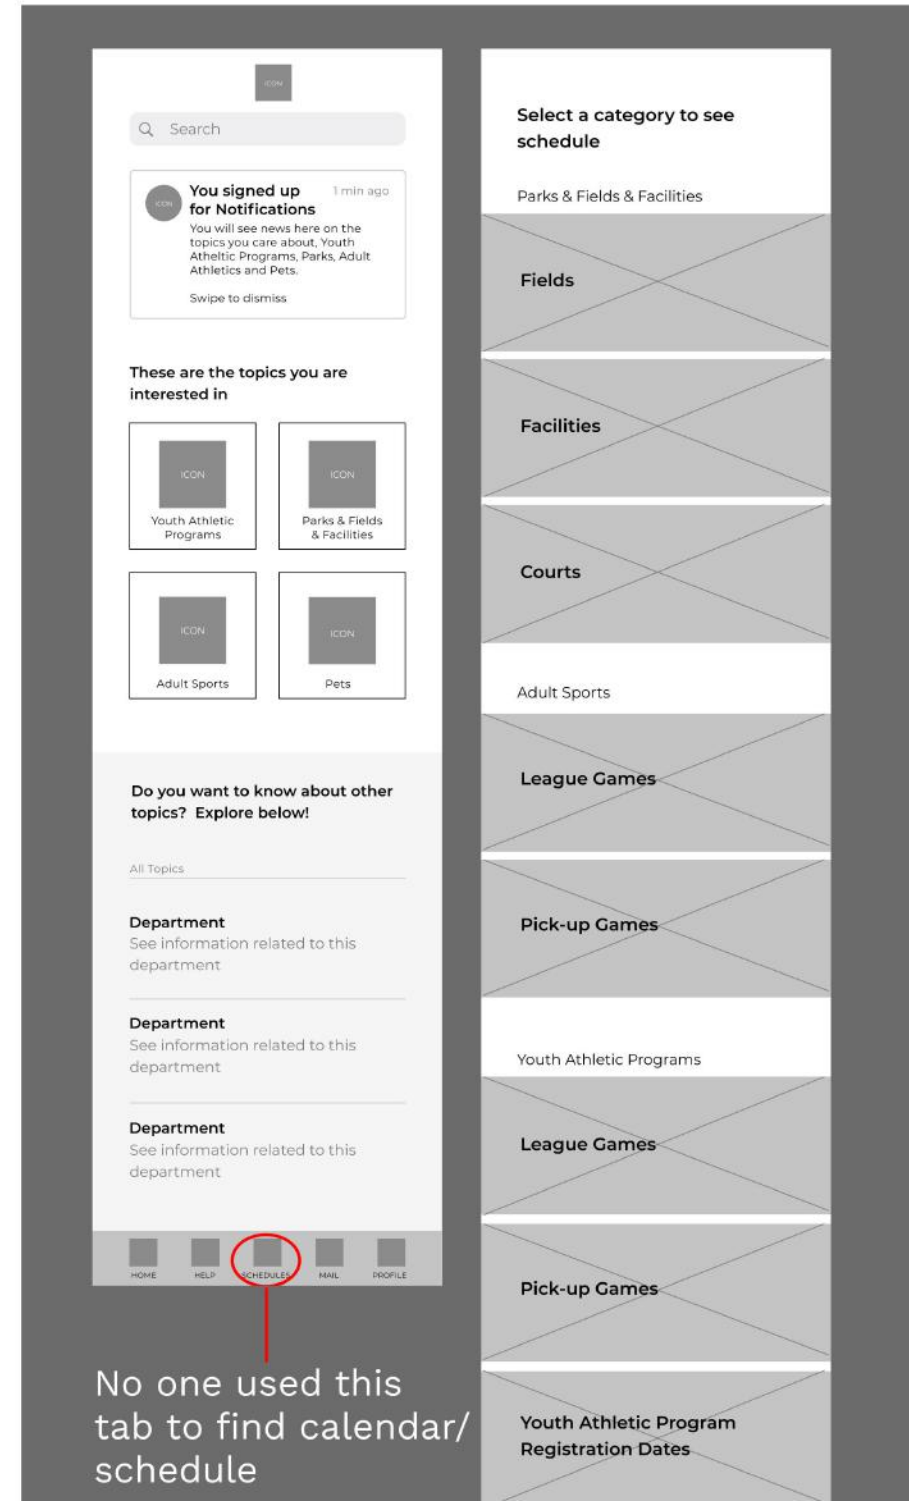 ICON
Search
You signed up
for Notifications
1 min ago
ICON
You will see news here on the
topics you care about, Youth
Atheltic Programs, Parks, Adult
Athletics and Pets.
Swipe to dismiss
These are the topics you are
interested in
ICON
Youth Athletic
Programs
ICON
Parks & Fields
& Facilities
ICON
Adult Sports
ICON
Pets
Do you want to know about other
topics?  Explore below!
All Topics
Department
See information related to this
department
Department
See information related to this
department
Department
See information related to this
department
HOME
HELP
SCHEDULES
MAIL
PROFILE
No one used this
tab to find calendar/
schedule
Select a category to see
schedule
Parks & Fields & Facilities
Fields
Facilities
Courts
Adult Sports
League Games
Pick-up Games
Youth Athletic Programs
League Games
Pick-up Games
Youth Athletic Program
Registration Dates